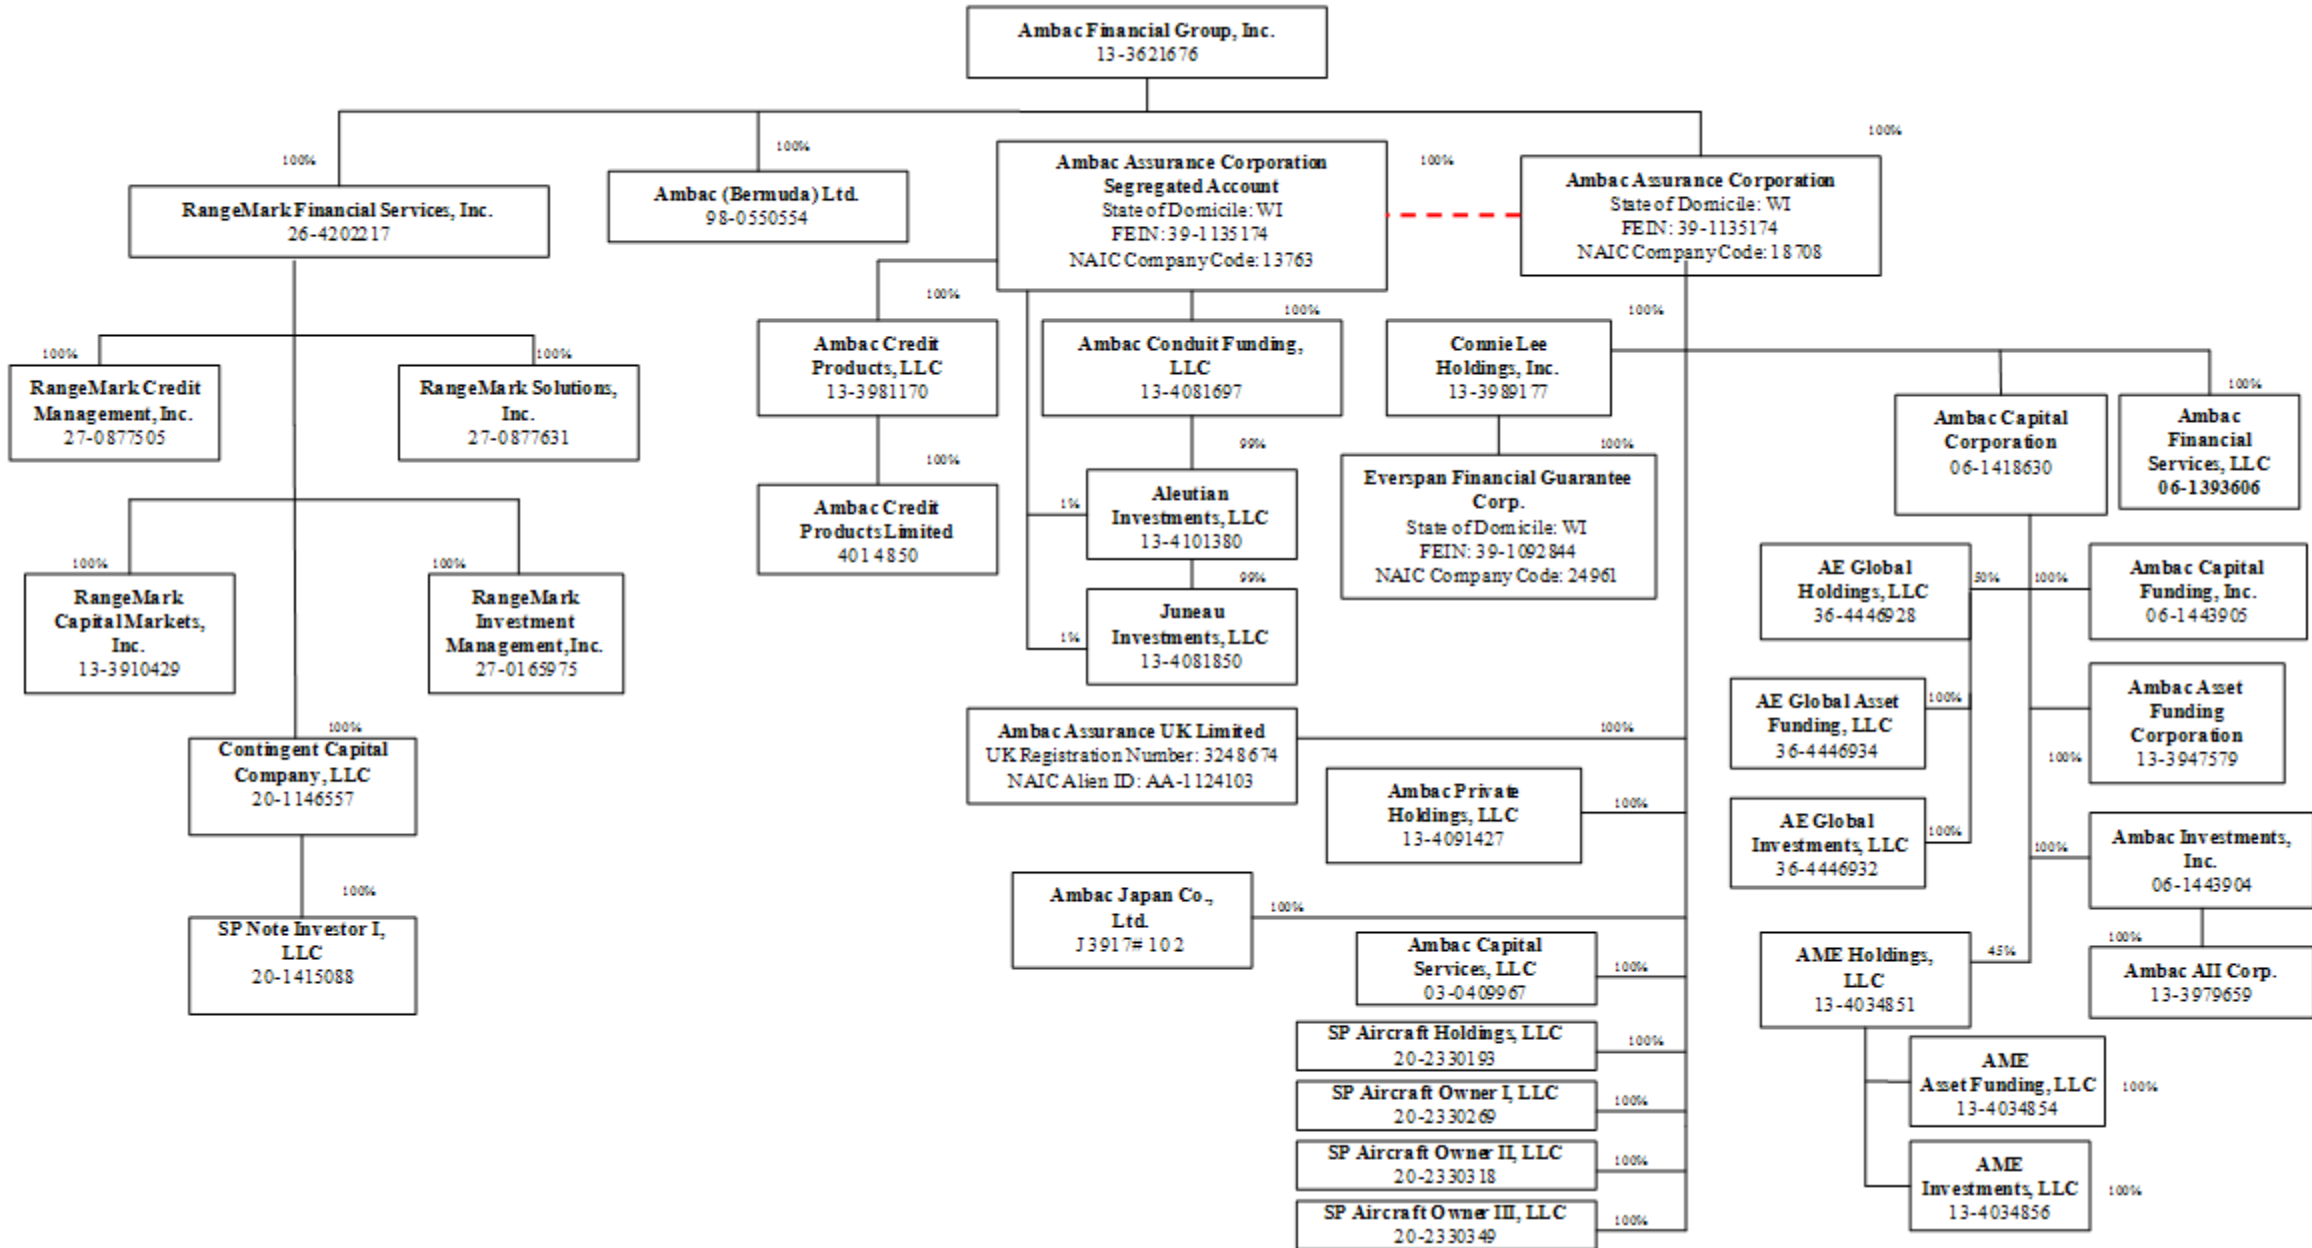 Ambac Financial Group, Inc.
13-3621676
100%
100%
100%
100%
RangeMark Financial Services, Inc.
26-4202217
Ambac (Bermuda) Ltd.
98-0550554
Ambac Assurance Corporation
Segregated Account
State of Domicile: WI
FEIN: 39-1135174
NAIC Company Code: 13763
Ambac Assurance Corporation
State of Domicile: WI
FEIN: 39-1135174
NAIC Company Code: 18708
100%
100%
100%
100%
100%
100%
RangeMark Credit
Management, Inc.
27-0877505
RangeMark Solutions,
Inc.
27-0877631
Ambac Credit
Products, LLC
13-3981170
Ambac Conduit Funding,
LLC
13-4081697
Connie Lee
Holdings, Inc.
13-3989177
Ambac Capital
Corporation
06-1418630
Ambac
Financial
Services, LLC
06-1393606
100%
99%
100%
Ambac Credit
Products Limited
4014850
1%
Aleutian
Investments, LLC
13-4101380
Everspan Financial Guarantee
Corp.
State of Domicile: WI
FEIN: 39-1092844
NAIC Company Code: 24961
100%
100%
99%
RangeMark
Capital Markets,
Inc.
13-3910429
RangeMark
Investment
Management,Inc.
27-0165975
1%
Juneau
Investments, LLC
13-4081850
AE Global
Holdings, LLC
36-4446928
50%
100%
Ambac Capital
Funding, Inc.
06-1443905
AE Global Asset
Funding, LLC
36-4446934
100%
Ambac Asset
Funding
Corporation
13-3947579
100%
100%
Contingent Capital
Company, LLC
20-1146557
Ambac Assurance UK Limited
UK Registration Number: 3248674
NAIC Alien ID: AA-1124103
100%
Ambac Private
Holdings, LLC
13-4091427
100%
AE Global
Investments, LLC
36-4446932
100%
100%
Ambac Investments,
Inc.
06-1443904
100%
SP Note Investor I,
LLC
20-1415088
Ambac Japan Co.,
Ltd.
J3917#102
100%
Ambac Capital
Services, LLC
03-0409967
100%
AME Holdings,
LLC
13-4034851
45%
100%
Ambac AII Corp.
13-3979659
SP Aircraft Holdings, LLC
20-2330193
100%
SP Aircraft Owner I, LLC
20-2330269
100%
AME
Asset Funding, LLC
13-4034854
100%
SP Aircraft Owner II, LLC
20-2330318
100%
AME
Investments, LLC
13-4034856
100%
SP Aircraft Owner III, LLC
20-2330349
100%